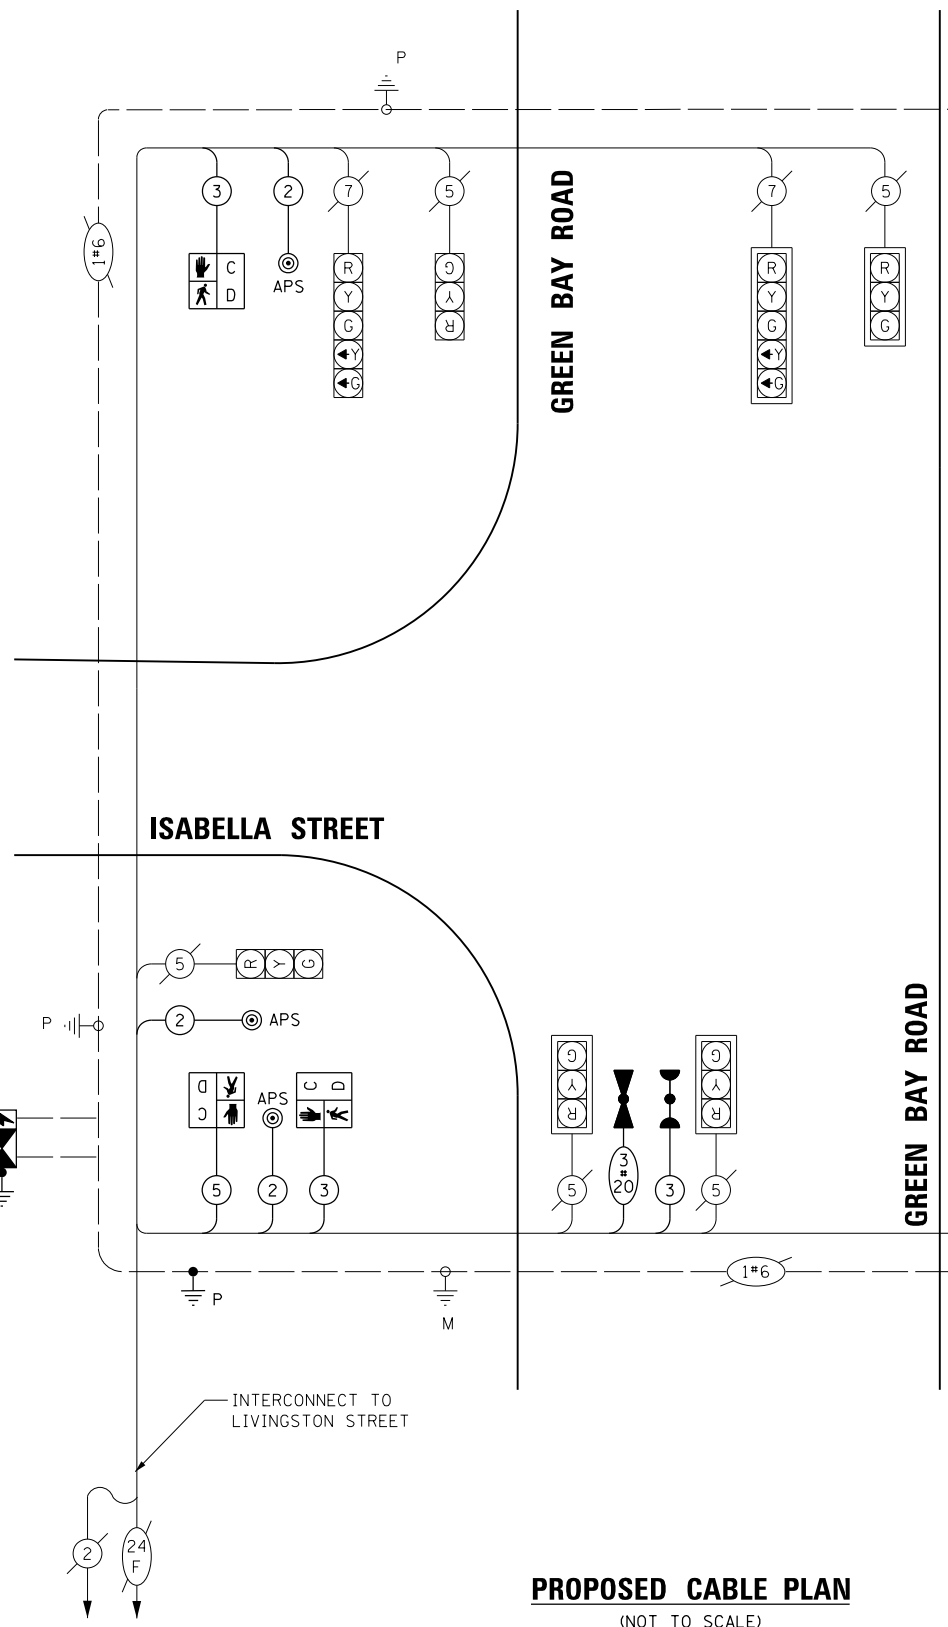 P
3
2
7
5
7
5
1#6
C
D
APS
R
Y
G
Y
G
G
Y
R
R
Y
G
Y
G
R
Y
G
GREEN BAY ROAD
ISABELLA STREET
5
R Y G
P
2
APS
D
C
APS
C D
G
Y
R
G
Y
R
GREEN BAY ROAD
5
2
3
5
3
#
20
3
5
P
M
1#6
INTERCONNECT TO
LIVINGSTON STREET
2
24
F
PROPOSED CABLE PLAN
(NOT TO SCALE)